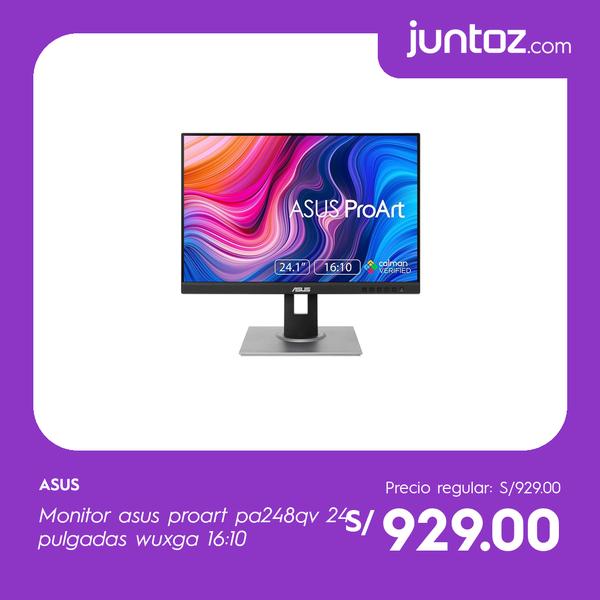 juntoz.com
ASUS ProArt
24.1" 16:10 calman VERIFIED
ASUS
ASUS
Precio regular: S/929.00
Monitor asus proart pa248qv 24
pulgadas wuxga 16:10
S/ 929.00